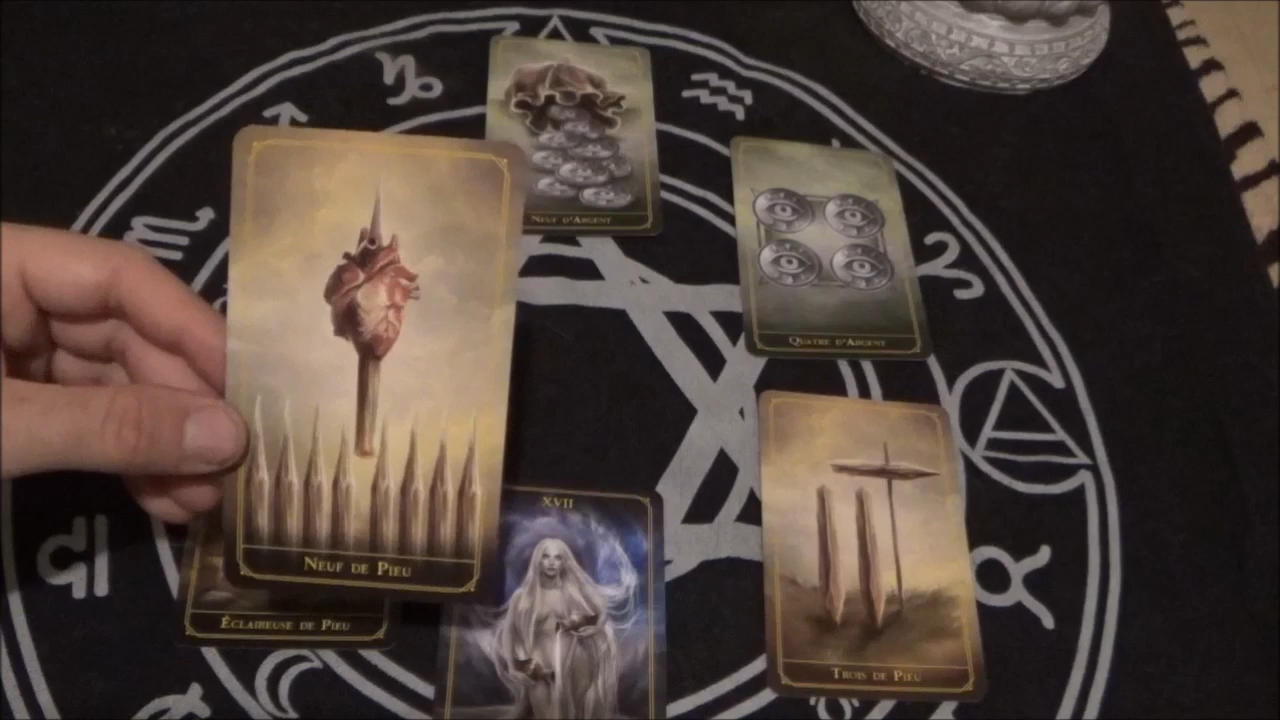 Neuf d'Argent
Quatre d'Argent
Neuf de Pieu
XVII
Éclaireuse de Pieu
Trois de Pieu